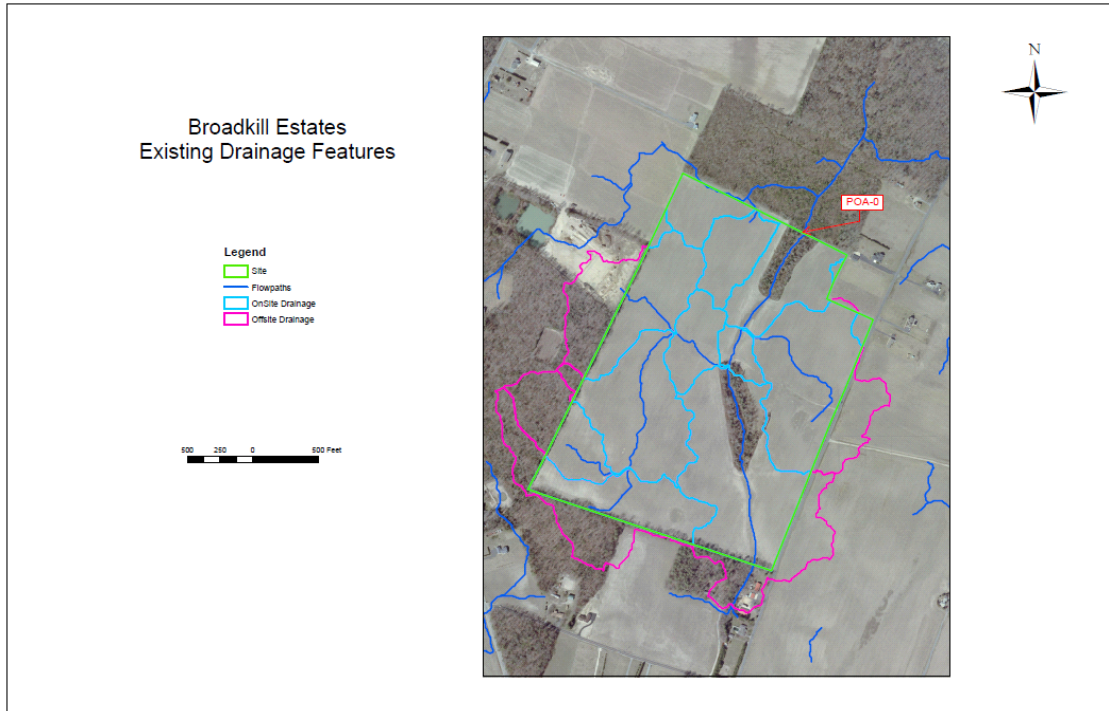 Broadkill Estates
Existing Drainage Features
N
POA-0
Legend
Site
Flowpaths
OnSite Drainage
Offsite Drainage
500 250 0 500 Feet